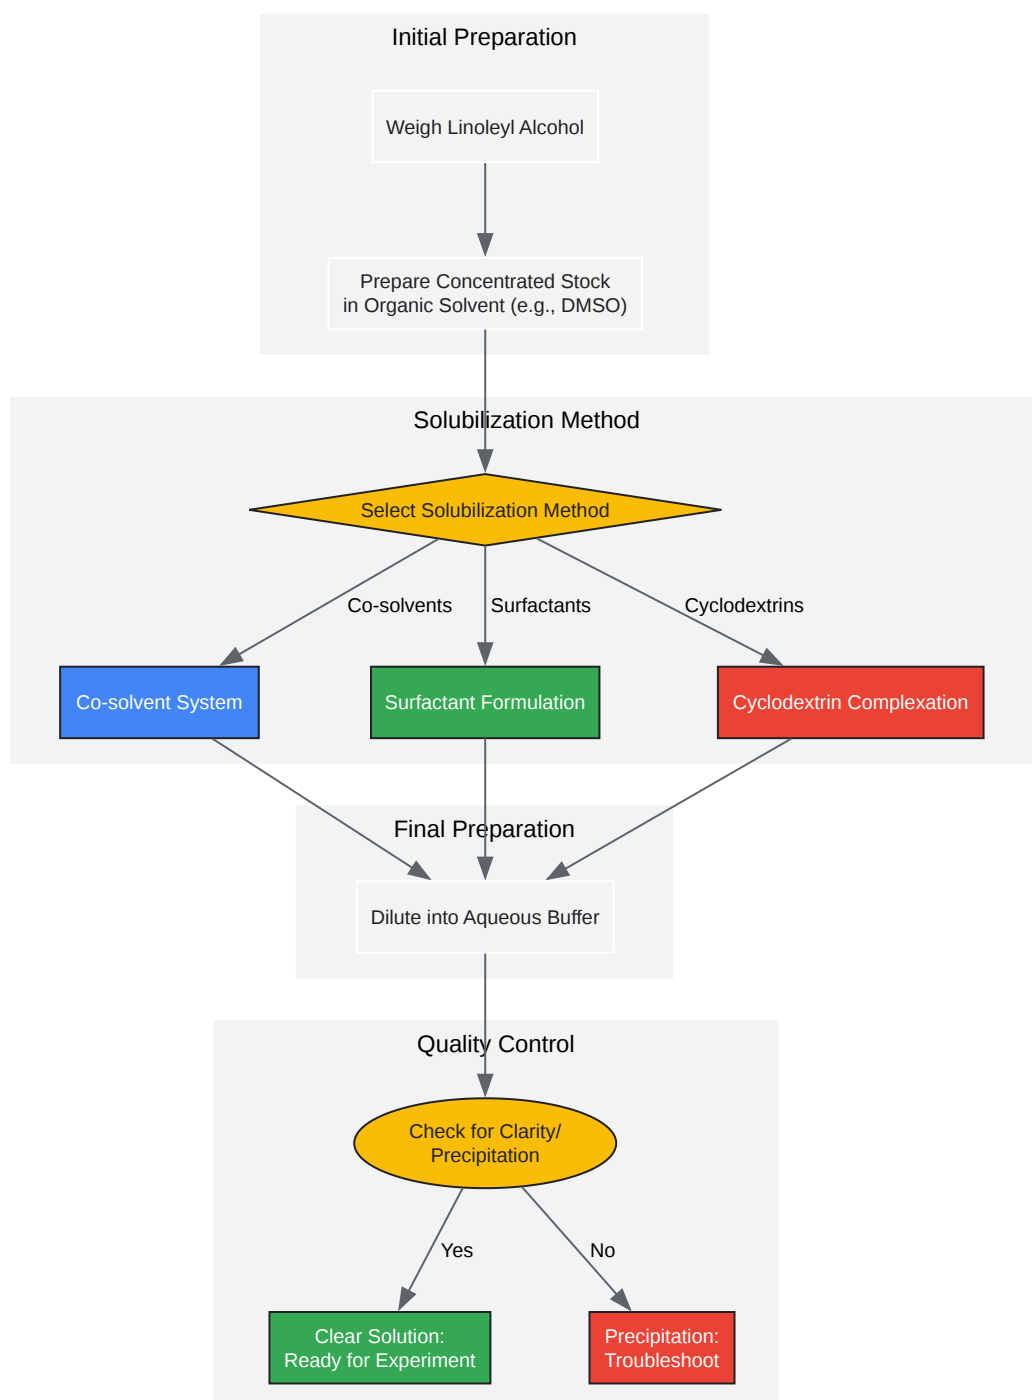 Initial Preparation
Weigh Linoleyl Alcohol
Prepare Concentrated Stock
in Organic Solvent (e.g., DMSO)
Solubilization Method
Select Solubilization Method
Co-solvents
Surfactants
Cyclodextrins
Co-solvent System
Surfactant Formulation
Cyclodextrin Complexation
Final Preparation
Dilute into Aqueous Buffer
Quality Control
Check for Clarity/
Precipitation
Yes
No
Clear Solution:
Ready for Experiment
Precipitation:
Troubleshoot